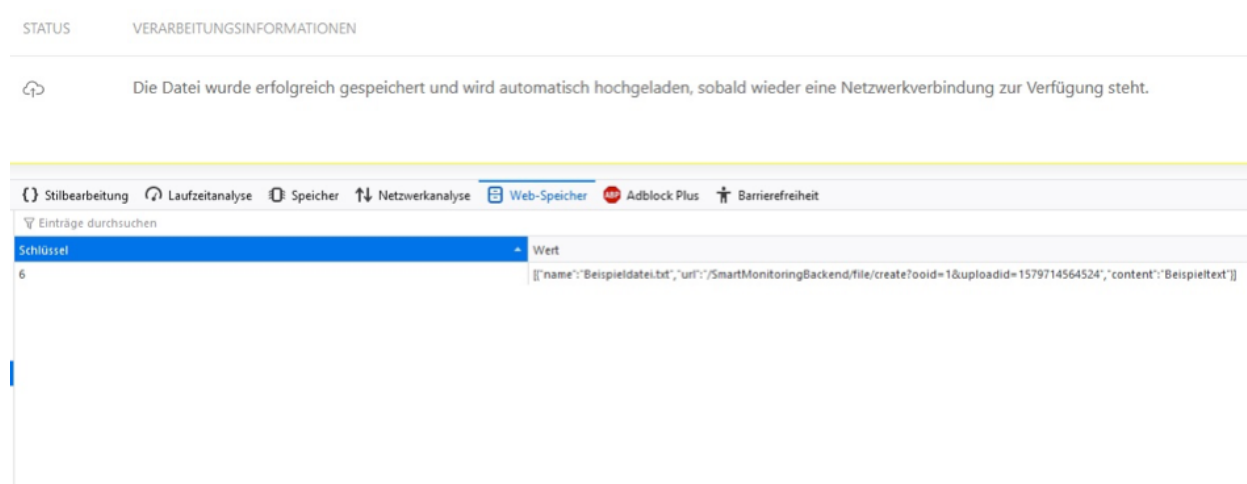 STATUS VERARBEITUNGSINFORMATIONEN
Die Datei wurde erfolgreich gespeichert und wird automatisch hochgeladen, sobald wieder eine Netzwerkverbindung zur Verfügung steht.
{} Stilbearbeitung Laufzeitanalyse Speicher Netzwerkanalyse Web-Speicher ABP Adblock Plus Barrierefreiheit
Einträge durchsuchen
Schlüssel Wert
6 [{"name":"Beispieldatei.txt","url":"/SmartMonitoringBackend/file/create?ooid=1&uploadid=1579714564524","content":"Beispieltext"}]